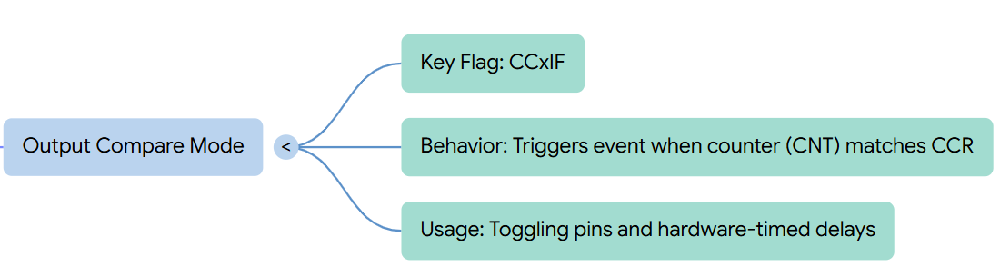 Key Flag: CCxIF
Output Compare Mode
<
Behavior: Triggers event when counter (CNT) matches CCR
Usage: Toggling pins and hardware-timed delays